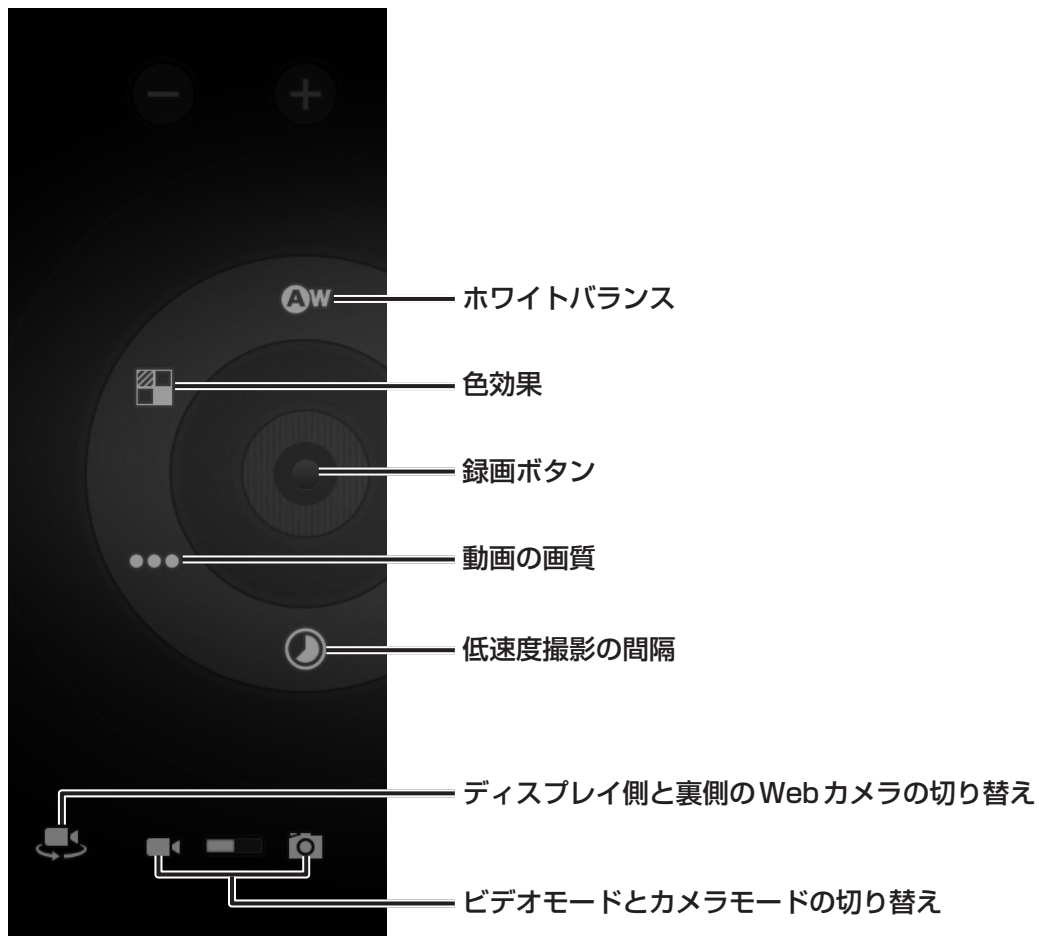 AW ホワイトバランス
色効果
録画ボタン
動画の画質
低速度撮影の間隔
ディスプレイ側と裏側のWebカメラの切り替え
ビデオモードとカメラモードの切り替え